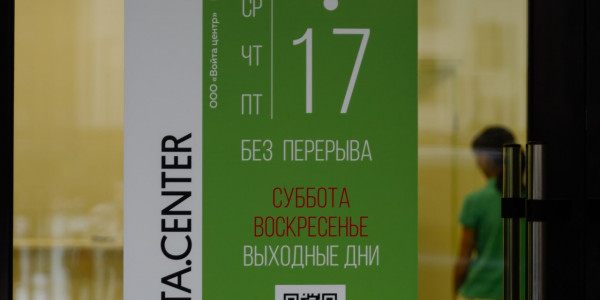 СР
ЧТ
ПТ
17
БЕЗ ПЕРЕРЫВА
СУББОТА
ВОСКРЕСЕНЬЕ
ВЫХОДНЫЕ ДНИ
ООО «Войта центр»
TA.CENTER